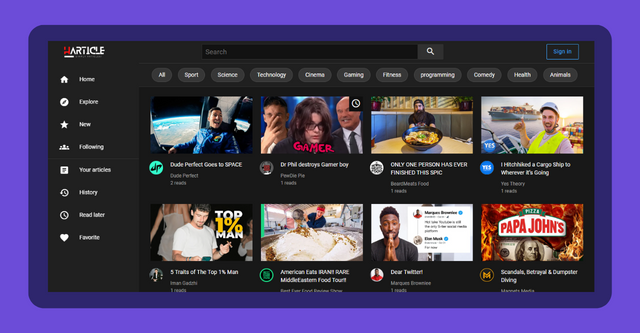 HARTICLE
Search
Sign in
Home
Explore
New
Following
Your articles
History
Read later
Favorite
All
Sport
Science
Technology
Cinema
Gaming
Fitness
programming
Comedy
Health
Animals
GAMER
YES
Dude Perfect Goes to SPACE
Dude Perfect
2 reads
Dr Phil destroys Gamer boy
PewDie Pie
1 reads
ONLY ONE PERSON HAS EVER
FINISHED THIS SPIC
BeardMeats Food
1 reads
I Hitchhiked a Cargo Ship to
Wherever It's Going
Yes Theory
1 reads
TOP
1%
MAN
Marques Brownlee
Elon Musk
PIZZA
PAPA JOHN'S
5 Traits of The Top 1% Man
Iman Gadzhi
1 reads
American Eats IRAN!! RARE
MiddleEastern Food Tour!!
Best Ever Food Review Show
Dear Twitter!
Marques Brownlee
1 reads
Scandals, Betrayal & Dumpster
Diving
Magnets Media